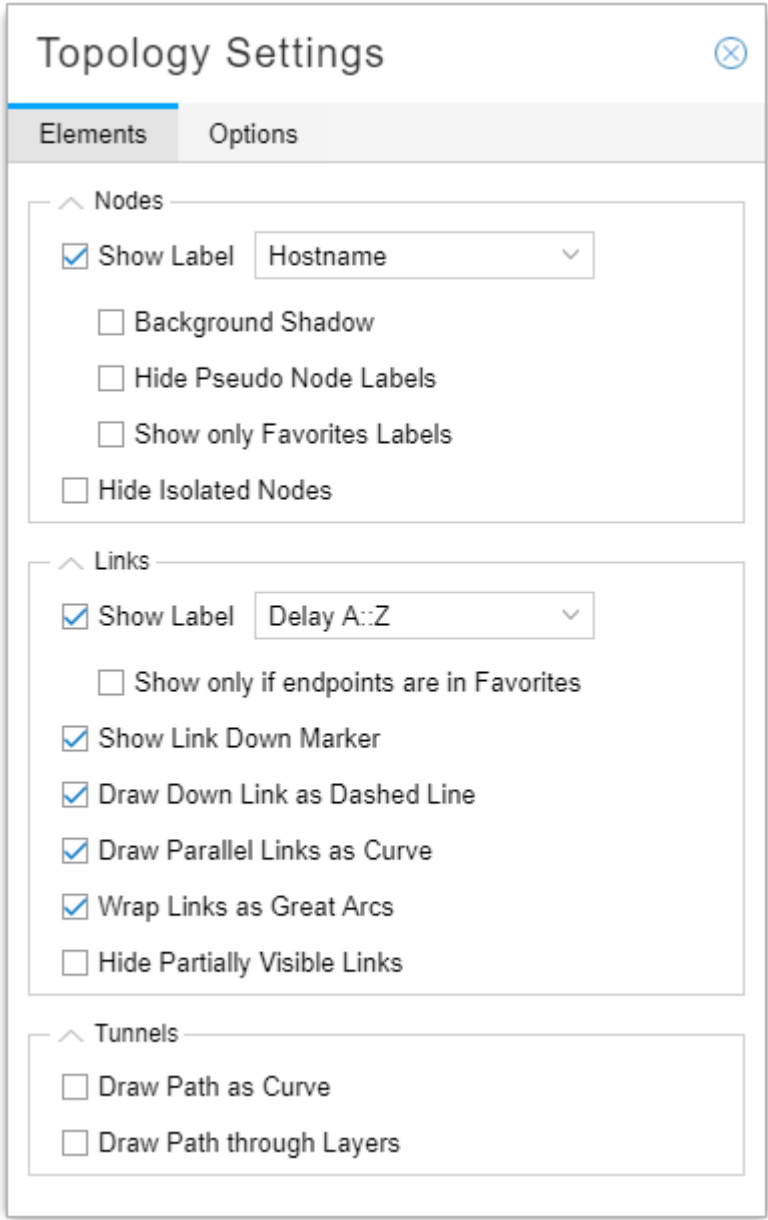 Topology Settings
Elements Options
Nodes
Show Label Hostname
Background Shadow
Hide Pseudo Node Labels
Show only Favorites Labels
Hide Isolated Nodes
Links
Show Label Delay A::Z
Show only if endpoints are in Favorites
Show Link Down Marker
Draw Down Link as Dashed Line
Draw Parallel Links as Curve
Wrap Links as Great Arcs
Hide Partially Visible Links
Tunnels
Draw Path as Curve
Draw Path through Layers